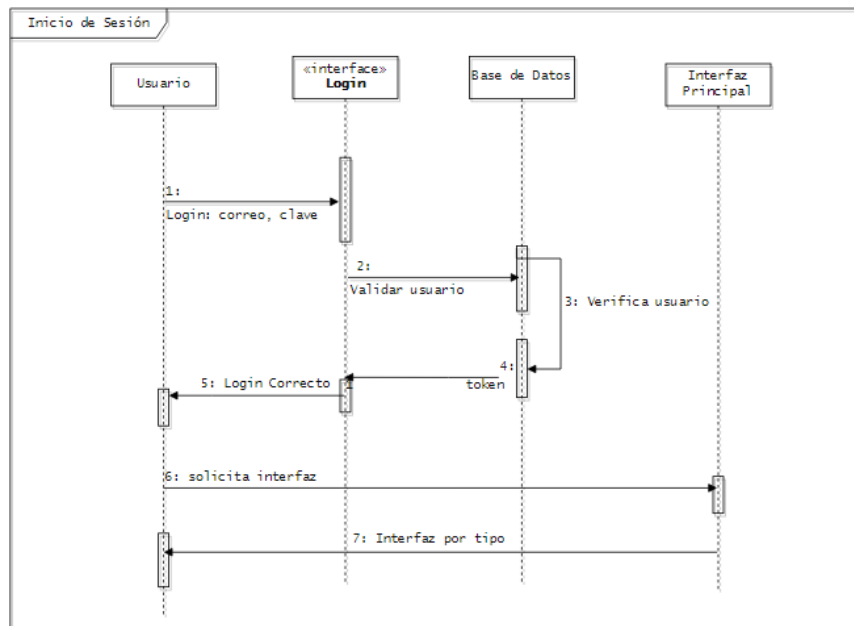 Inicio de Sesión
Usuario
«interface»
Login
Base de Datos
Interfaz
Principal
1:
Login: correo, clave
2:
Validar usuario
3: Verifica usuario
4:
token
1
5: Login Correcto
6: solicita interfaz
7: Interfaz por tipo